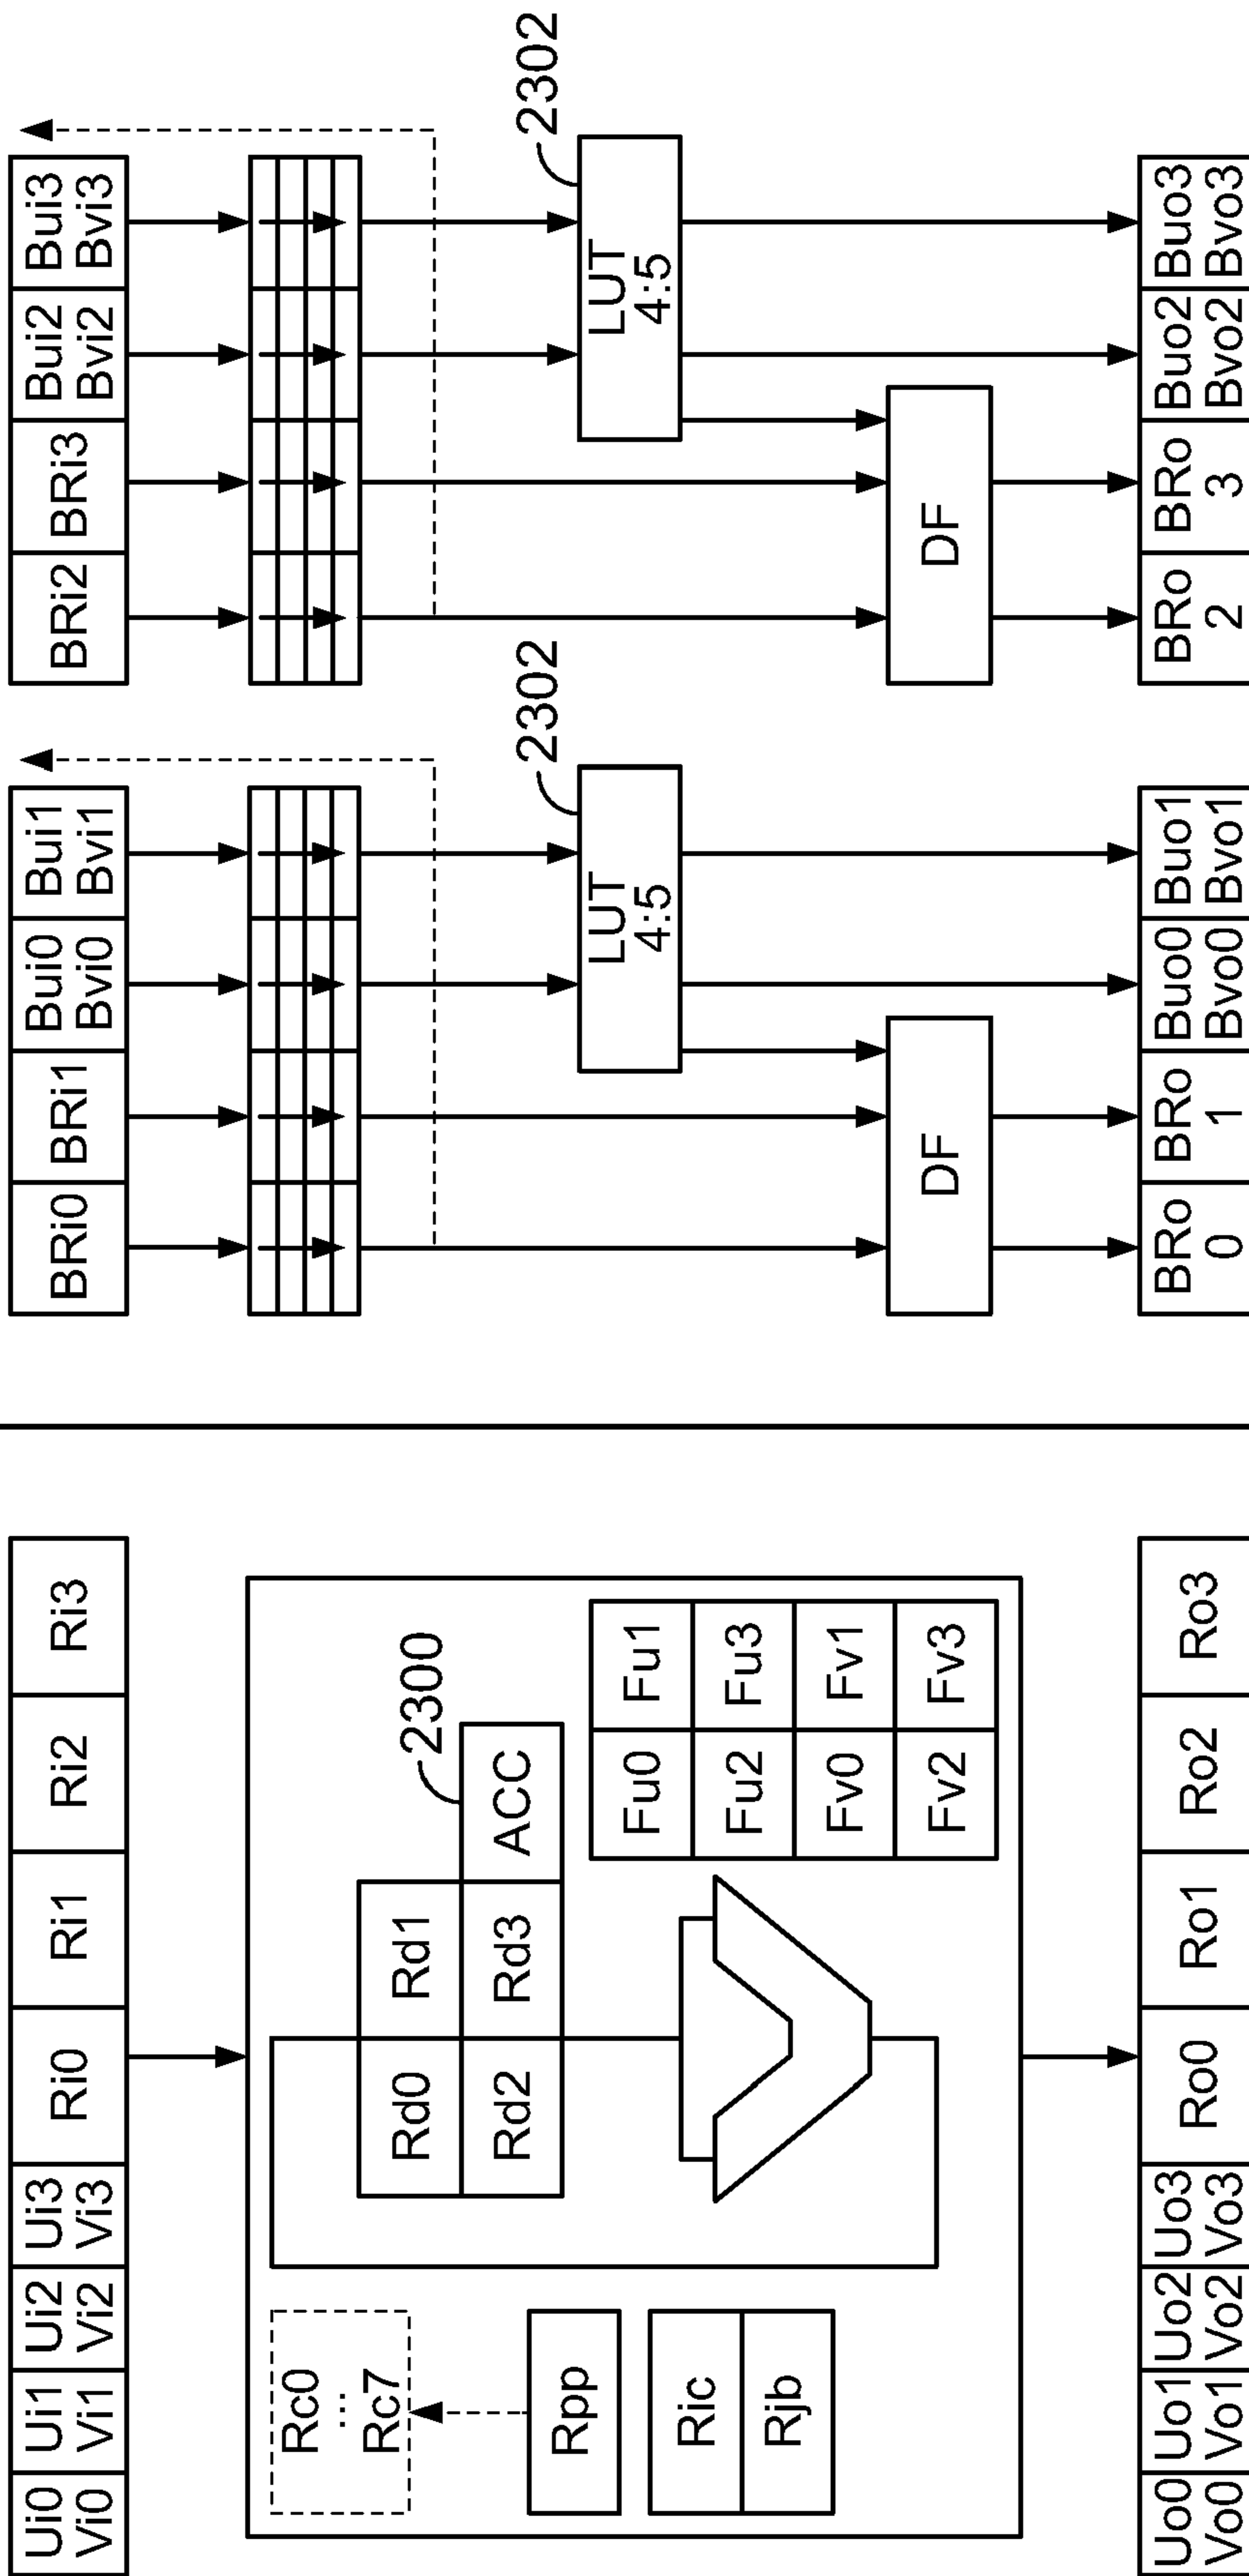 Ui0
Vi0
Ui1
Vi1
Ui2
Vi2
Ui3
Vi3
Ri0
Ri1
Ri2
Ri3
Rc0
...
Rc7
Rpp
Ric
Rjb
Rd0
Rd1
Rd2
Rd3
ACC
2300
Fu0
Fu1
Fu2
Fu3
Fv0
Fv1
Fv2
Fv3
Uo0
Vo0
Uo1
Vo1
Uo2
Vo2
Uo3
Vo3
Ro0
Ro1
Ro2
Ro3
BRi0
BRi1
Bui0
Bvi0
Bui1
Bvi1
2302
LUT
4:5
DF
BRo
0
BRo
1
Buo0
Bvo0
Buo1
Bvo1
BRi2
BRi3
Bui2
Bvi2
Bui3
Bvi3
2302
LUT
4:5
DF
BRo
2
BRo
3
Buo2
Bvo2
Buo3
Bvo3